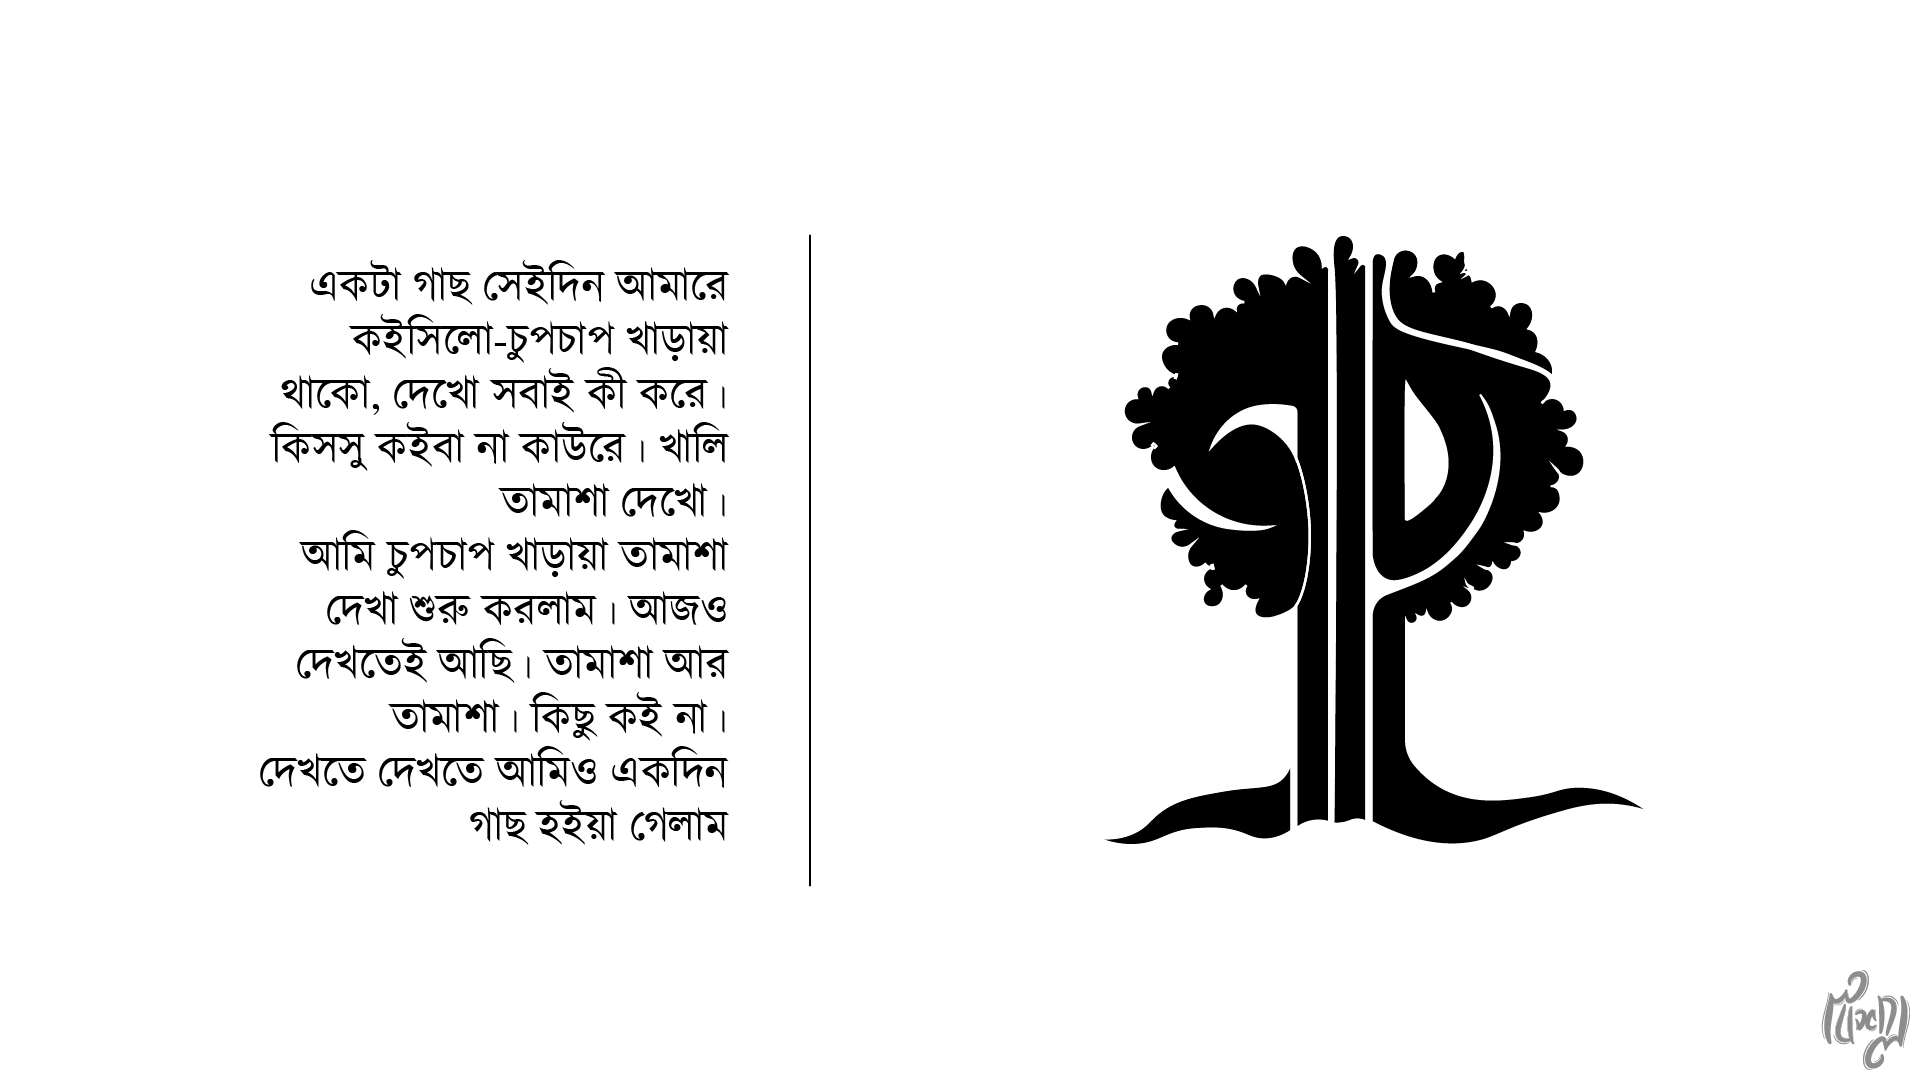 একটা গাছ সেইদিন আমারে
কইসিলো-চুপচাপ খাড়ায়া
থাকো, দেখো সবাই কী করে।
কিসসু কইবা না কাউরে। খালি
তামাশা দেখো।
আমি চুপচাপ খাড়ায়া তামাশা
দেখা শুরু করলাম। আজও
দেখতেই আছি। তামাশা আর
তামাশা। কিছু কই না।
দেখতে দেখতে আমিও একদিন
গাছ হইয়া গেলাম
গাছ